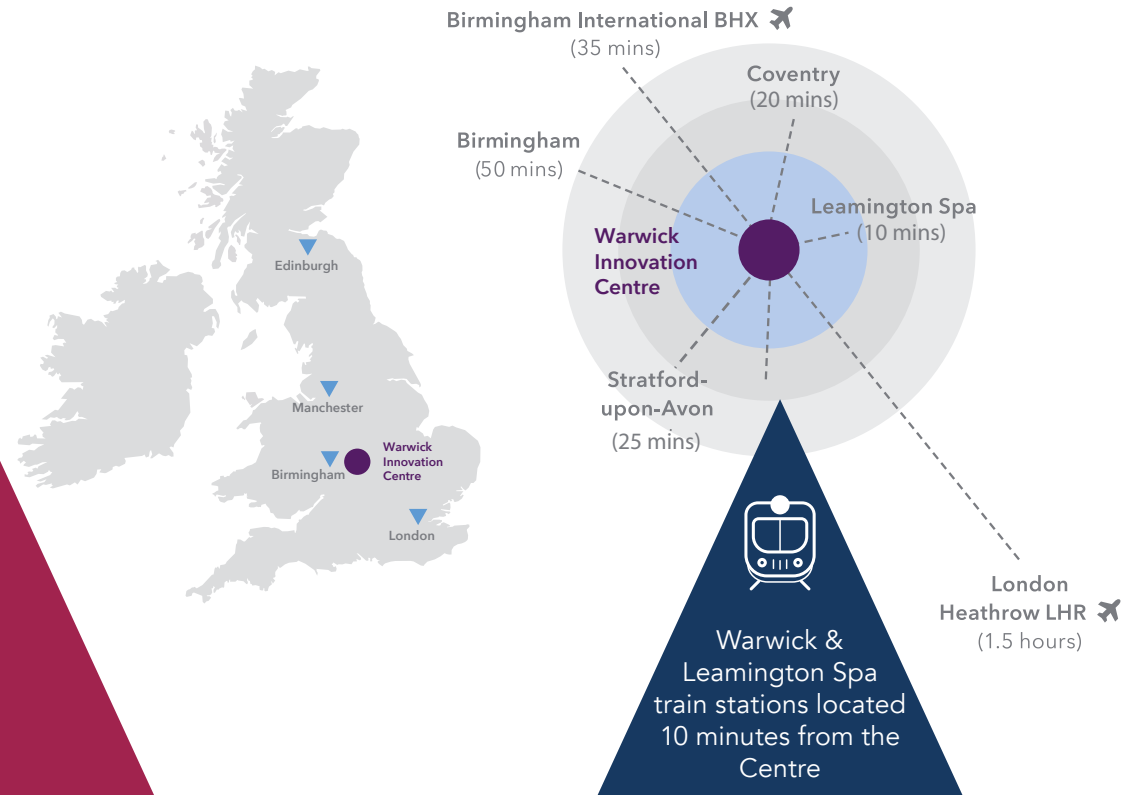 Birmingham International BHX
(35 mins)
Coventry
(20 mins)
Birmingham
(50 mins)
Leamington Spa
(10 mins)
Warwick
Innovation
Centre
Stratford-
upon-Avon
(25 mins)
London
Heathrow LHR
(1.5 hours)
Edinburgh
Manchester
Birmingham
Warwick
Innovation
Centre
London
Warwick &
Leamington Spa
train stations located
10 minutes from the
Centre